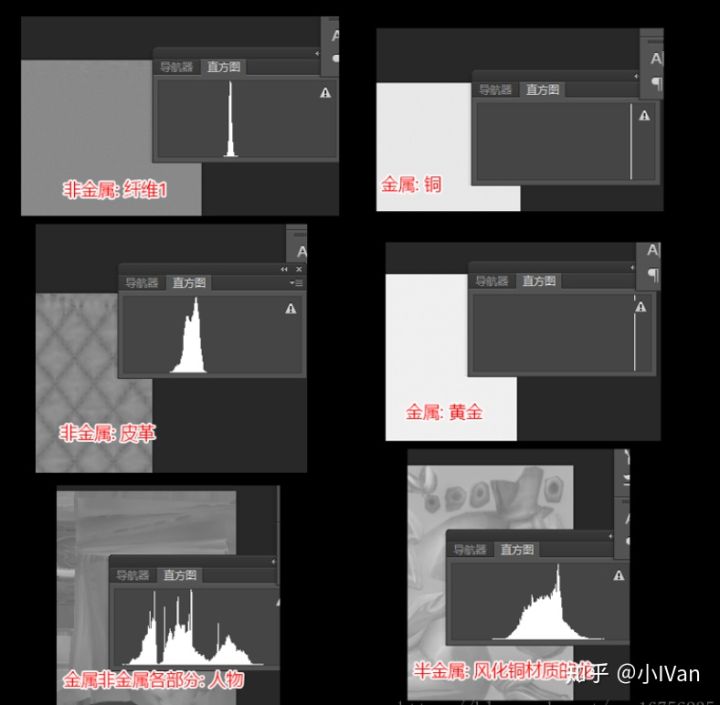 导航器 直方图
非金属: 纤维1
导航器 直方图
金属: 铜
导航器 直方图
非金属: 皮革
导航器 直方图
金属: 黄金
导航器 直方图
金属非金属各部分: 人物
导航器 直方图
半金属: 风化铜材质的
知乎 @小IVan